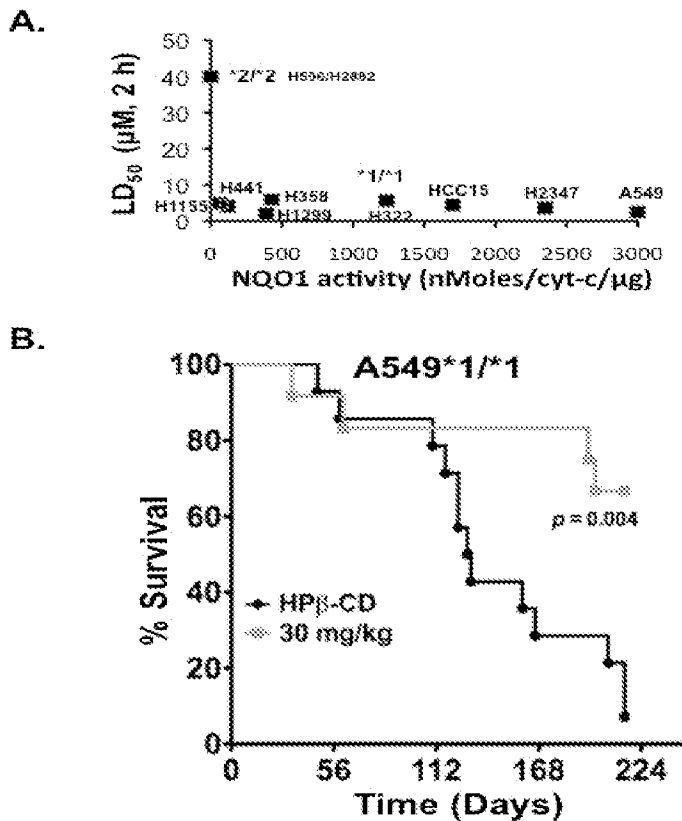 A.
LD50 (µM, 2 h)
50
40
30
20
10
0
*2/*2 H596/H2882
H1155
H441
H358
H1299
*1/*1
H322
HCC15
H2347
A549
0 500 1000 1500 2000 2500 3000
NQO1 activity (nMoles/cyt-c/µg)
B.
% Survival
100
80
60
40
20
0
A549*1/*1
p = 0.004
HPβ-CD
30 mg/kg
0 56 112 168 224
Time (Days)